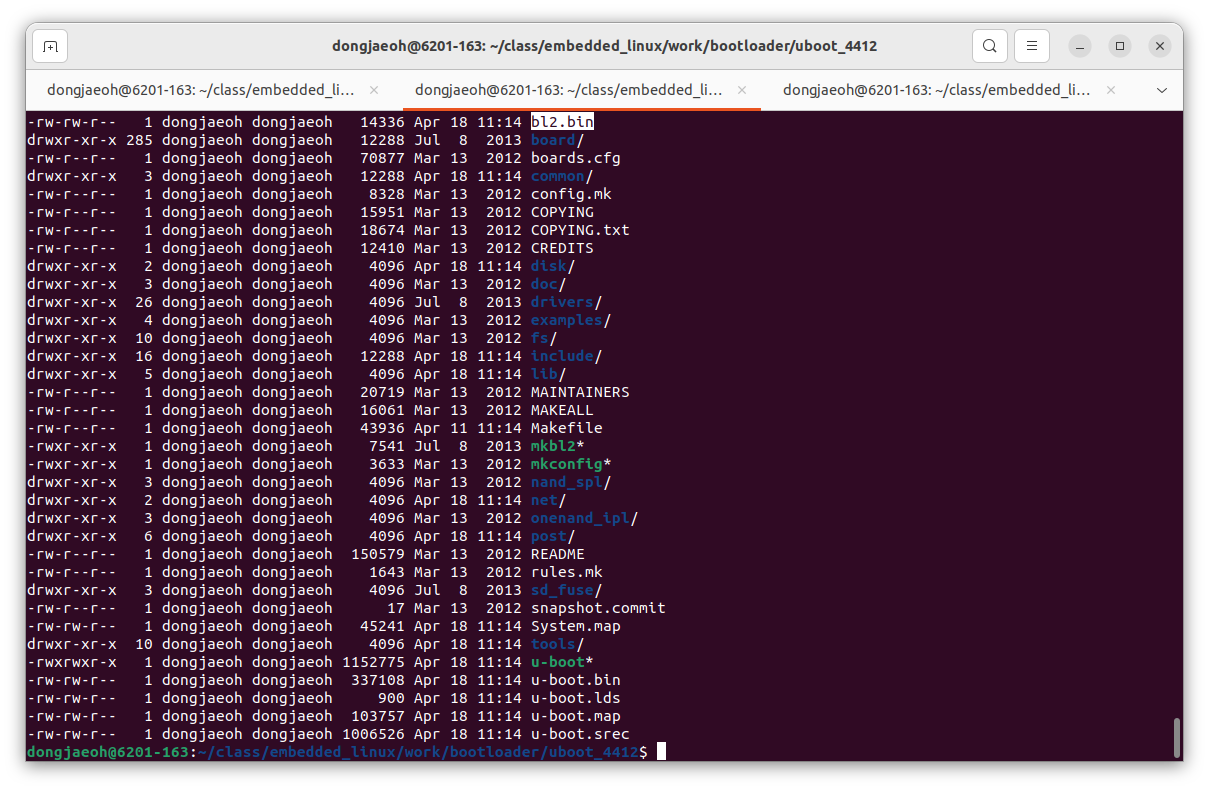 dongjaeoh@6201-163: ~/class/embedded_linux/work/bootloader/uboot_4412
dongjaeoh@6201-163: ~/class/embedded_li... dongjaeoh@6201-163: ~/class/embedded_li... dongjaeoh@6201-163: ~/class/embedded_li...
-rw-rw-r--   1 dongjaeoh dongjaeoh   14336 Apr 18 11:14 bl2.bin
drwxr-xr-x 285 dongjaeoh dongjaeoh   12288 Jul  8  2013 board/
-rw-r--r--   1 dongjaeoh dongjaeoh   70877 Mar 13  2012 boards.cfg
drwxr-xr-x   3 dongjaeoh dongjaeoh   12288 Apr 18 11:14 common/
-rw-r--r--   1 dongjaeoh dongjaeoh    8328 Mar 13  2012 config.mk
-rw-r--r--   1 dongjaeoh dongjaeoh   15951 Mar 13  2012 COPYING
-rw-r--r--   1 dongjaeoh dongjaeoh   18674 Mar 13  2012 COPYING.txt
-rw-r--r--   1 dongjaeoh dongjaeoh   12410 Mar 13  2012 CREDITS
drwxr-xr-x   2 dongjaeoh dongjaeoh    4096 Apr 18 11:14 disk/
drwxr-xr-x   3 dongjaeoh dongjaeoh    4096 Mar 13  2012 doc/
drwxr-xr-x  26 dongjaeoh dongjaeoh    4096 Jul  8  2013 drivers/
drwxr-xr-x   4 dongjaeoh dongjaeoh    4096 Mar 13  2012 examples/
drwxr-xr-x  10 dongjaeoh dongjaeoh    4096 Mar 13  2012 fs/
drwxr-xr-x  16 dongjaeoh dongjaeoh   12288 Apr 18 11:14 include/
drwxr-xr-x   5 dongjaeoh dongjaeoh    4096 Apr 18 11:14 lib/
-rw-r--r--   1 dongjaeoh dongjaeoh   20719 Mar 13  2012 MAINTAINERS
-rw-r--r--   1 dongjaeoh dongjaeoh   16061 Mar 13  2012 MAKEALL
-rw-r--r--   1 dongjaeoh dongjaeoh   43936 Apr 11 11:14 Makefile
-rwxr-xr-x   1 dongjaeoh dongjaeoh    7541 Jul  8  2013 mkbl2*
-rwxr-xr-x   1 dongjaeoh dongjaeoh    3633 Mar 13  2012 mkconfig*
drwxr-xr-x   3 dongjaeoh dongjaeoh    4096 Mar 13  2012 nand_spl/
drwxr-xr-x   2 dongjaeoh dongjaeoh    4096 Apr 18 11:14 net/
drwxr-xr-x   3 dongjaeoh dongjaeoh    4096 Mar 13  2012 onenand_ipl/
drwxr-xr-x   6 dongjaeoh dongjaeoh    4096 Apr 18 11:14 post/
-rw-r--r--   1 dongjaeoh dongjaeoh  150579 Mar 13  2012 README
-rw-r--r--   1 dongjaeoh dongjaeoh    1643 Mar 13  2012 rules.mk
drwxr-xr-x   3 dongjaeoh dongjaeoh    4096 Jul  8  2013 sd_fuse/
-rw-r--r--   1 dongjaeoh dongjaeoh      17 Mar 13  2012 snapshot.commit
-rw-rw-r--   1 dongjaeoh dongjaeoh   45241 Apr 18 11:14 System.map
drwxr-xr-x  10 dongjaeoh dongjaeoh    4096 Apr 18 11:14 tools/
-rwxrwxr-x   1 dongjaeoh dongjaeoh 1152775 Apr 18 11:14 u-boot*
-rw-rw-r--   1 dongjaeoh dongjaeoh  337108 Apr 18 11:14 u-boot.bin
-rw-rw-r--   1 dongjaeoh dongjaeoh     900 Apr 18 11:14 u-boot.lds
-rw-rw-r--   1 dongjaeoh dongjaeoh  103757 Apr 18 11:14 u-boot.map
-rw-rw-r--   1 dongjaeoh dongjaeoh 1006526 Apr 18 11:14 u-boot.srec
dongjaeoh@6201-163:~/class/embedded_linux/work/bootloader/uboot_4412$